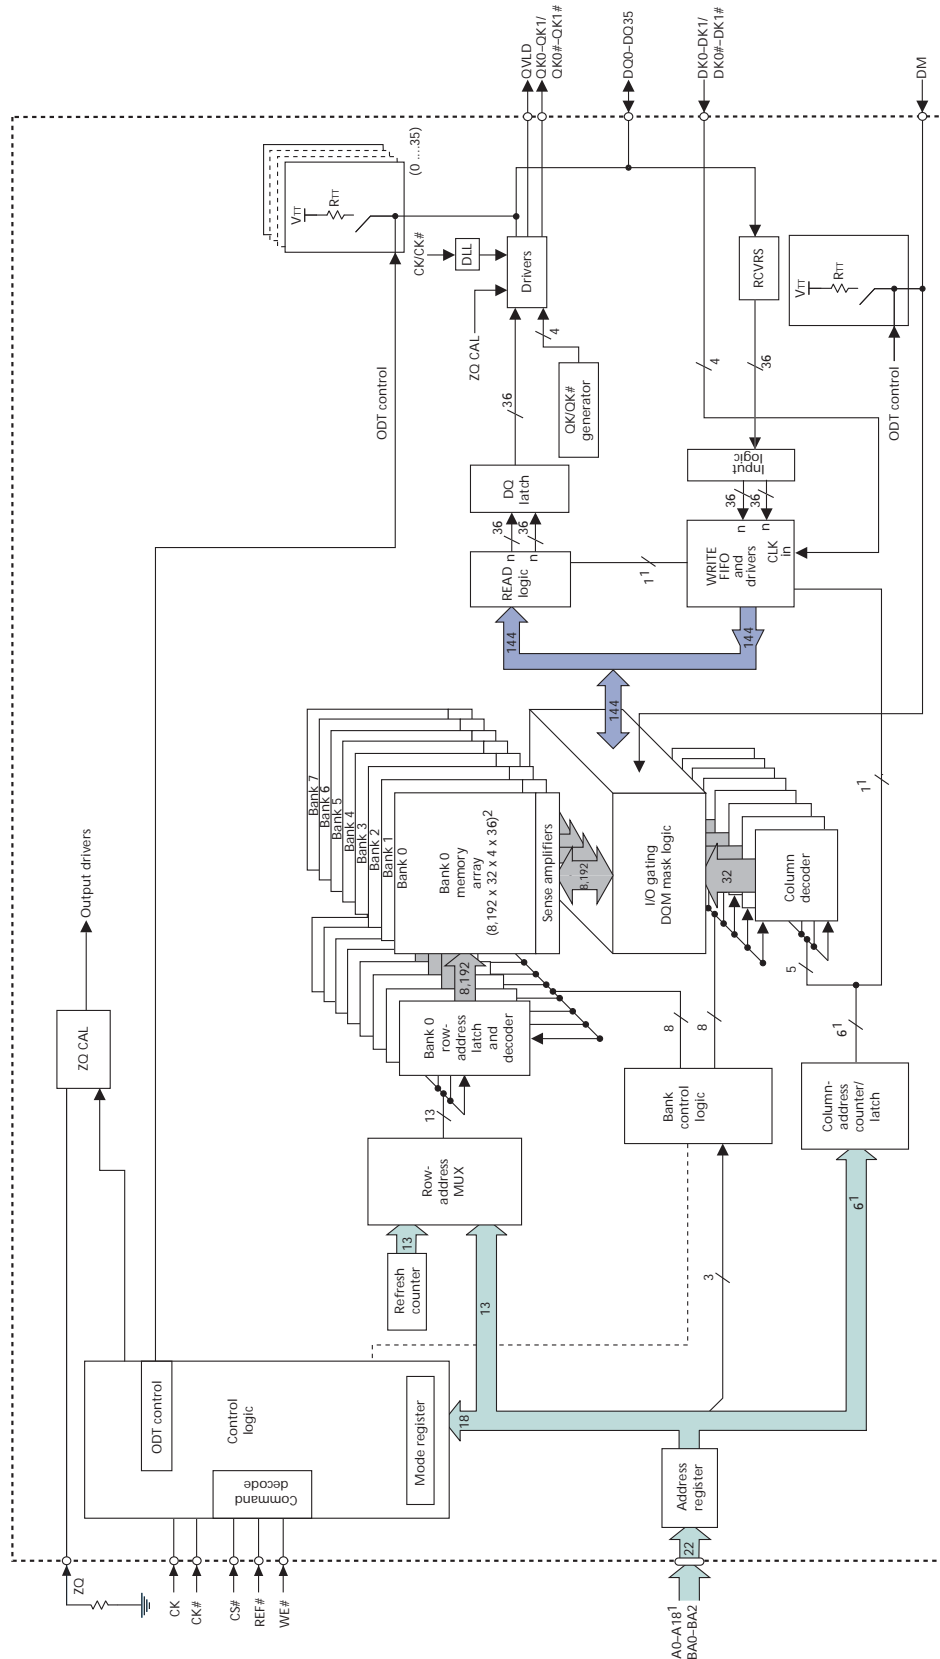 ZQ
CK
CK#
CS#
REF#
WE#
A0–A18¹
BA0–BA2
22
Address
register
ODT control
Control
logic
Command
decode
Mode register
18
13
3
6¹
ZQ CAL
Output drivers
Refresh
counter
13
Row-
address
MUX
13
Bank
control
logic
8
8
Column-
address
counter/
latch
6¹
5
1¹
Bank 0
row-
address
latch
and
decoder
8,192
Bank 7
Bank 6
Bank 5
Bank 4
Bank 3
Bank 2
Bank 1
Bank 0
Bank 0
memory
array
(8,192 x 32 x 4 x 36)²
Sense amplifiers
8,192
I/O gating
DQM mask logic
32
Column
decoder
144
144
144
READ
logic
n
n
36
36
DQ
latch
36
1¹
WRITE
FIFO
and
drivers
CLK
in
n
n
36
36
Input
logic
36
4
RCVRS
QK/QK#
generator
4
ZQ CAL
CK/CK#
DLL
Drivers
ODT control
VTT
RTT
(0 ....35)
ODT control
VTT
RTT
QVLD
QK0–QK1/
QK0#–QK1#
DQ0–DQ35
DK0–DK1/
DK0#–DK1#
DM